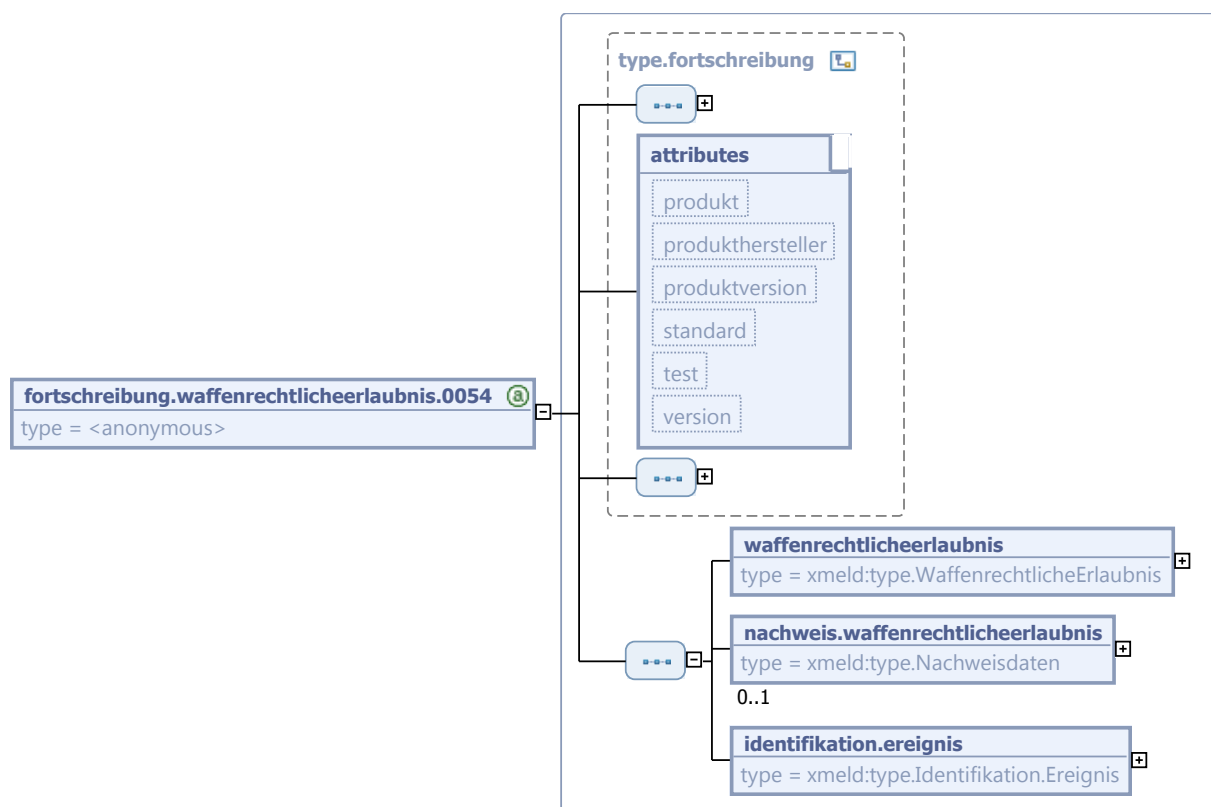 type.fortschreibung
attributes
produkt
produkthersteller
produktversion
standard
test
version
fortschreibung.waffenrechtlicheerlaubnis.0054 a
type = <anonymous>
waffenrechtlicheerlaubnis
type = xmeld:type.WaffenrechtlicheErlaubnis
nachweis.waffenrechtlicheerlaubnis
type = xmeld:type.Nachweisdaten
0..1
identifikation.ereignis
type = xmeld:type.Identifikation.Ereignis